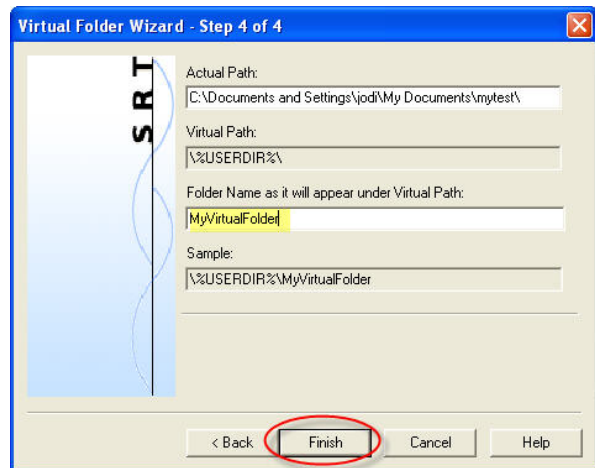 Virtual Folder Wizard - Step 4 of 4
SRT
Actual Path:
C:\Documents and Settings\jodi\My Documents\mytest\
Virtual Path:
\%USERDIR%\
Folder Name as it will appear under Virtual Path:
MyVirtualFolder
Sample:
\%USERDIR%\MyVirtualFolder
< Back
Finish
Cancel
Help